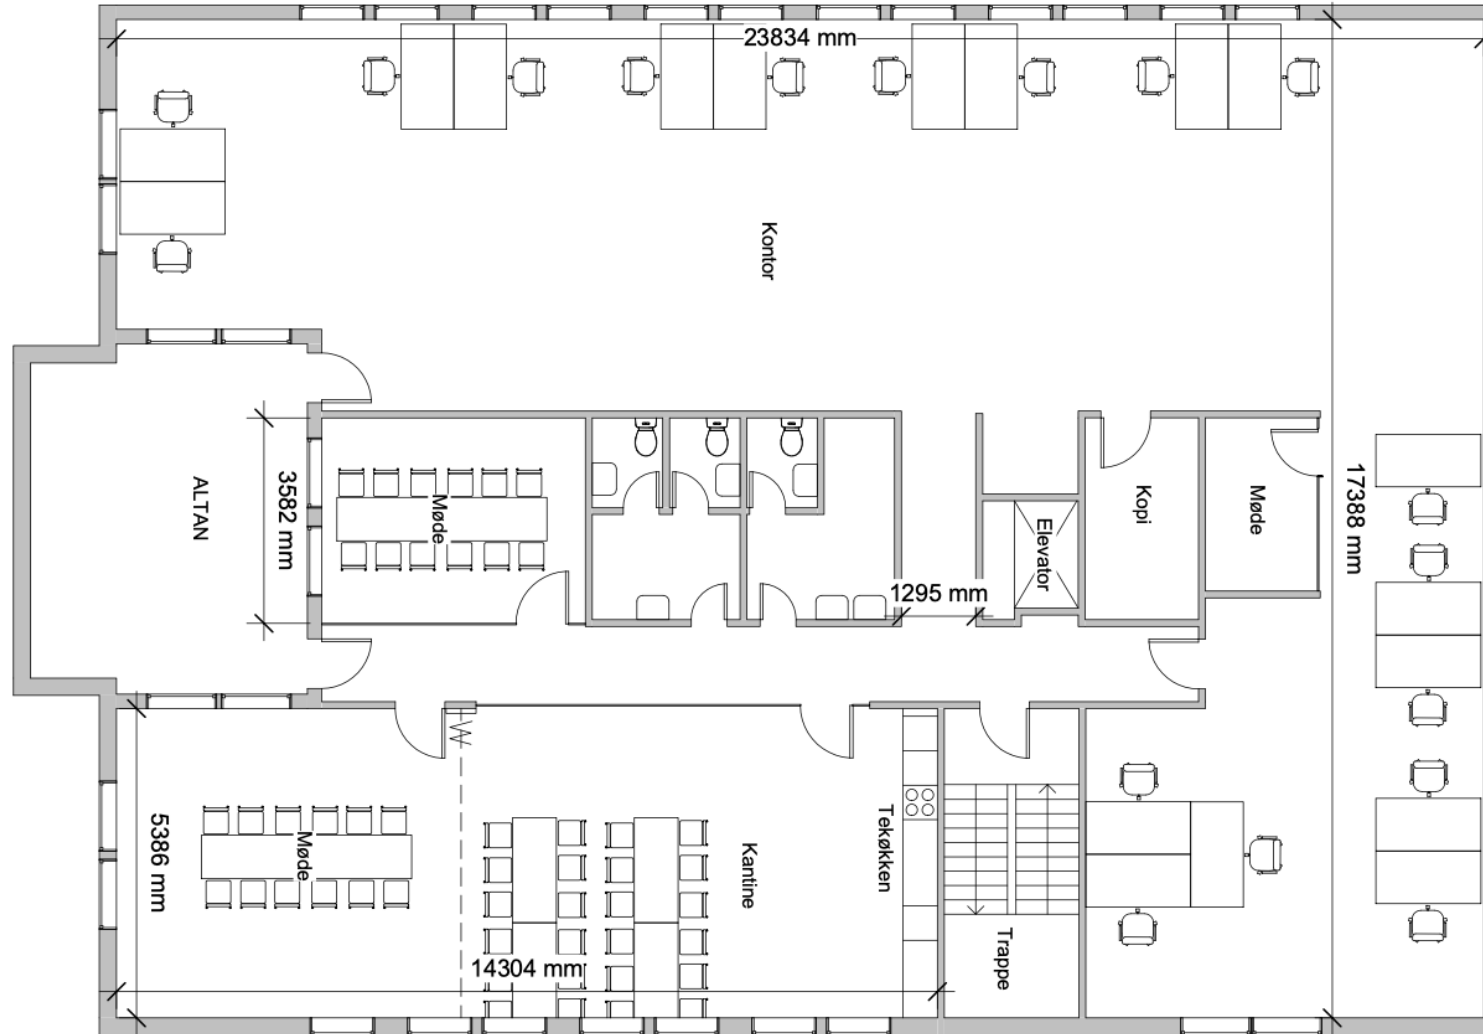 23834 mm
Kontor
ALTAN
3582 mm
Møde
Elevator
Kopi
Møde
17388 mm
1295 mm
5386 mm
Møde
Kantine
Tekøkken
14304 mm
Trappe